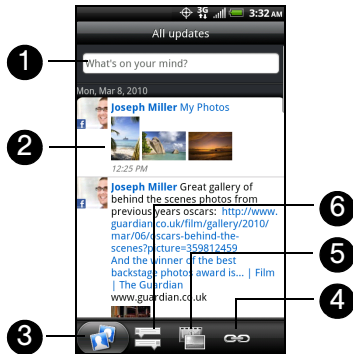 3G 3:32 AM
All updates
1 What's on your mind?
Mon, Mar 8, 2010
Joseph Miller My Photos
2
12:25 PM
Joseph Miller Great gallery of
behind the scenes photos from
previous years oscars: http://www.
guardian.co.uk/film/gallery/2010/
mar/06/oscars-behind-the-
scenes?picture=359812459
And the winner of the best
backstage photos award is... | Film
| The Guardian
www.guardian.co.uk
6
5
4
3